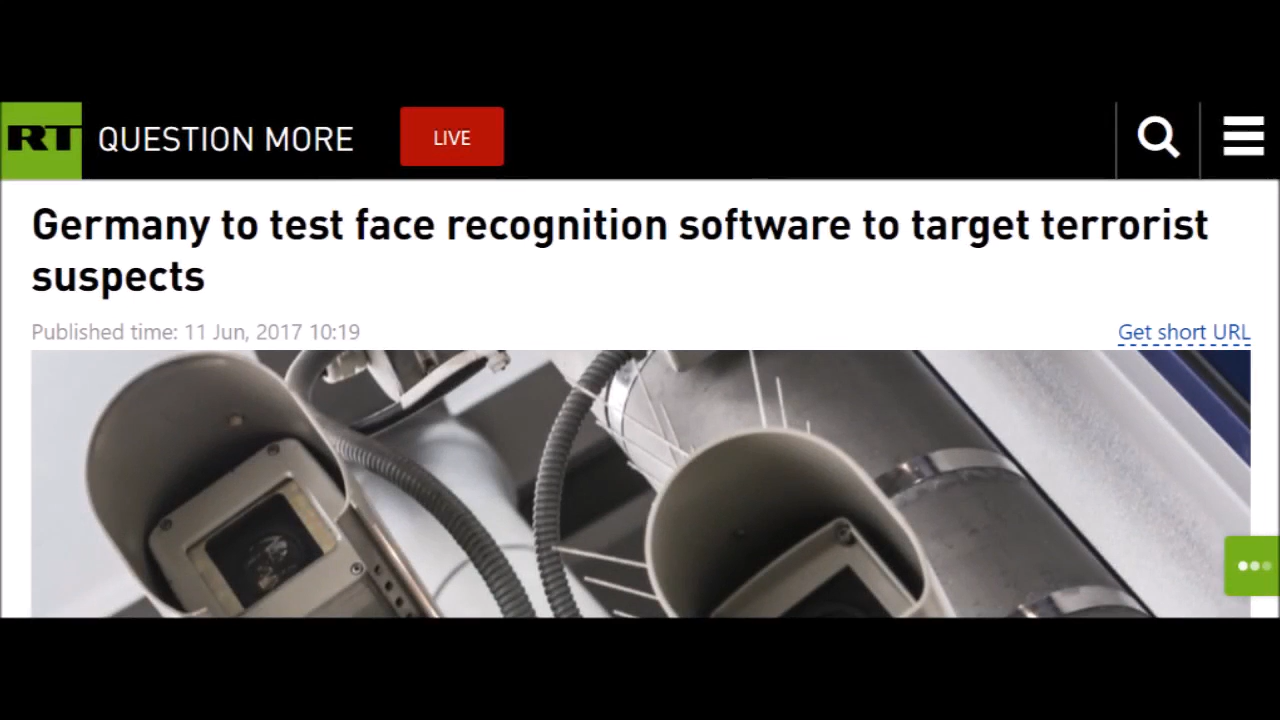 RT QUESTION MORE LIVE
Germany to test face recognition software to target terrorist
suspects
Published time: 11 Jun, 2017 10:19 Get short URL